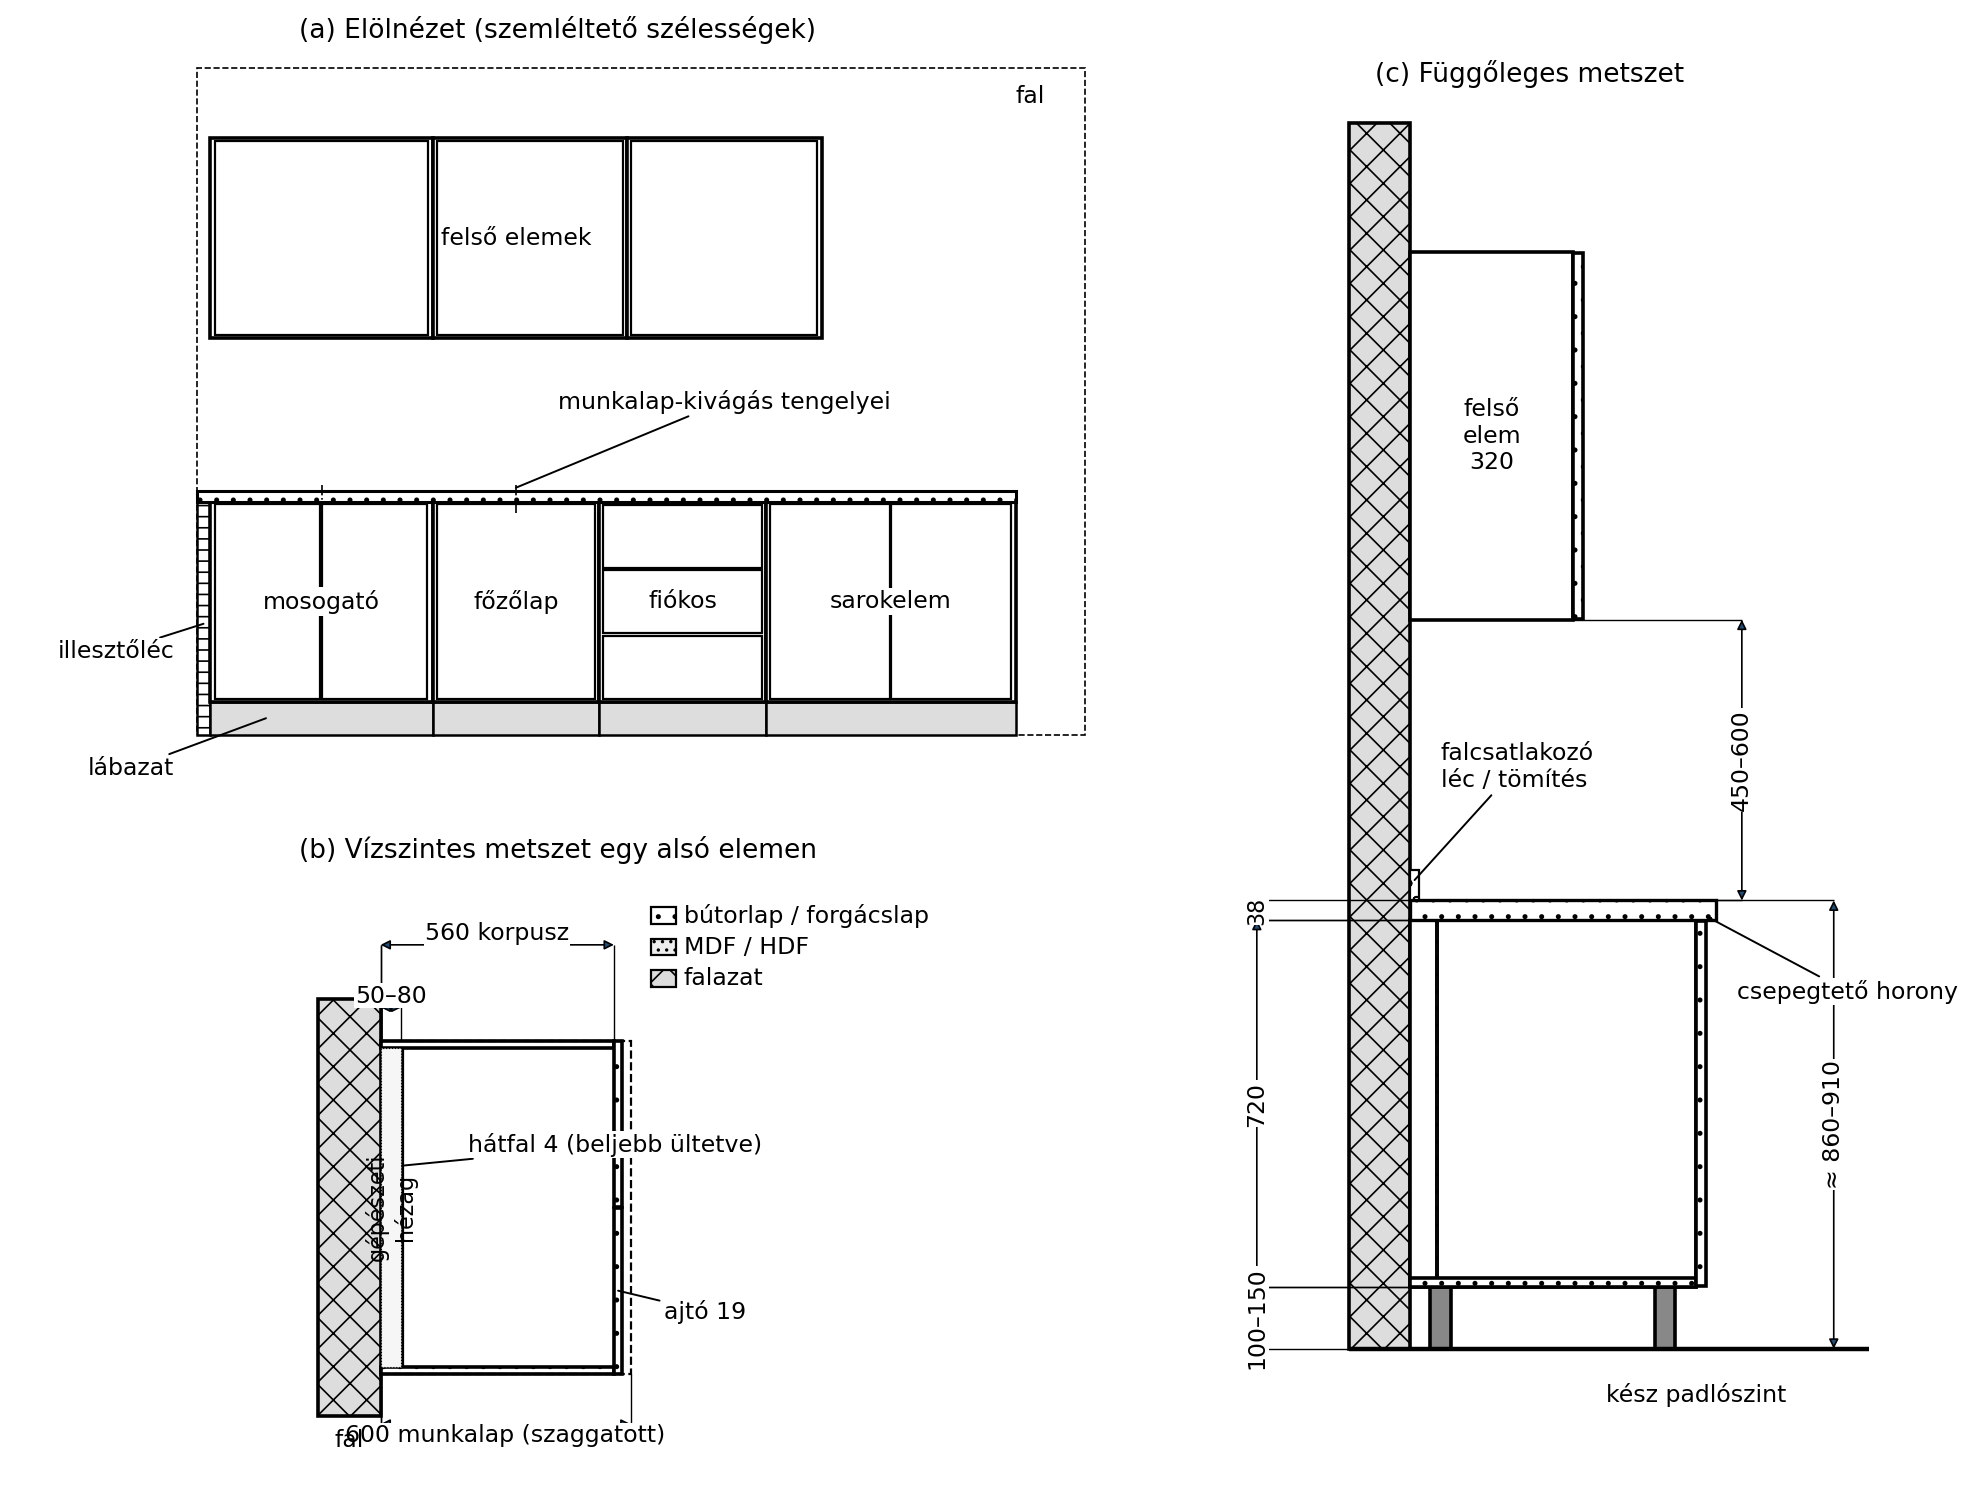 (a) Elölnézet (szemléltető szélességek)
fal
felső elemek
munkalap-kivágás tengelyei
mosogató
főzőlap
fiókos
sarokelem
illesztőléc
lábazat
(b) Vízszintes metszet egy alsó elemen
560 korpusz
50–80
bútorlap / forgácslap
MDF / HDF
falazat
hátfal 4 (beljebb ültetve)
gépészeti
hézag
ajtó 19
fal
600 munkalap (szaggatott)
(c) Függőleges metszet
felső
elem
320
450–600
falcsatlakozó
léc / tömítés
38
csepegtető horony
720
≈ 860–910
100–150
kész padlószint